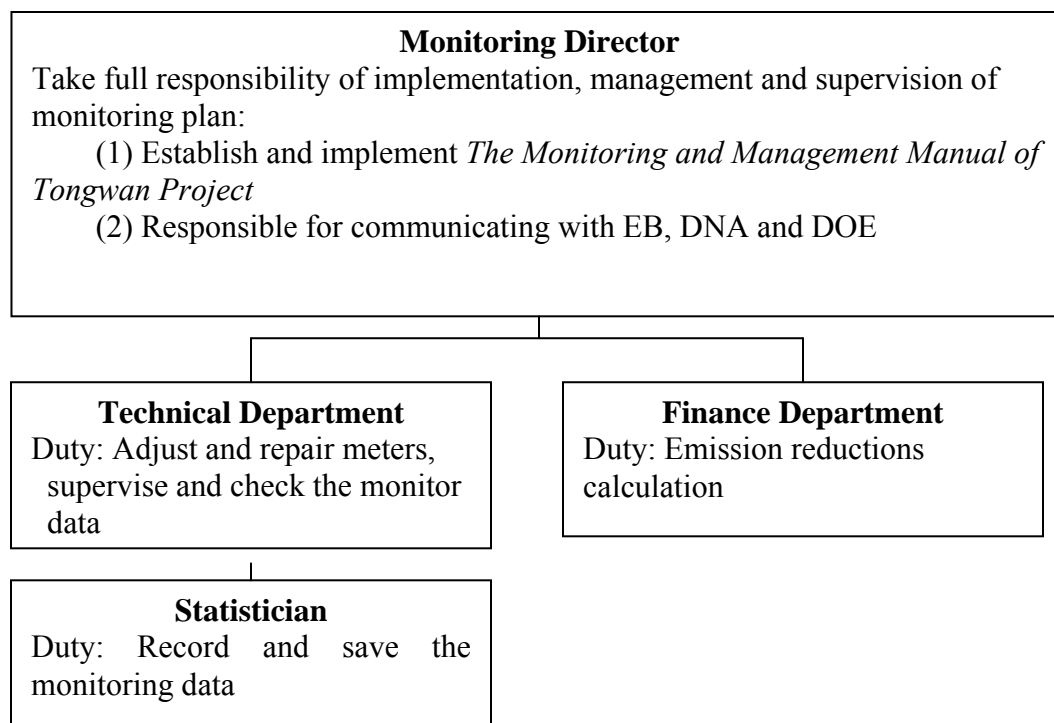 Monitoring Director
Take full responsibility of implementation, management and supervision of
monitoring plan:
(1) Establish and implement The Monitoring and Management Manual of
Tongwan Project
(2) Responsible for communicating with EB, DNA and DOE
Technical Department
Duty: Adjust and repair meters,
supervise and check the monitor
data
Finance Department
Duty: Emission reductions
calculation
Statistician
Duty: Record and save the
monitoring data